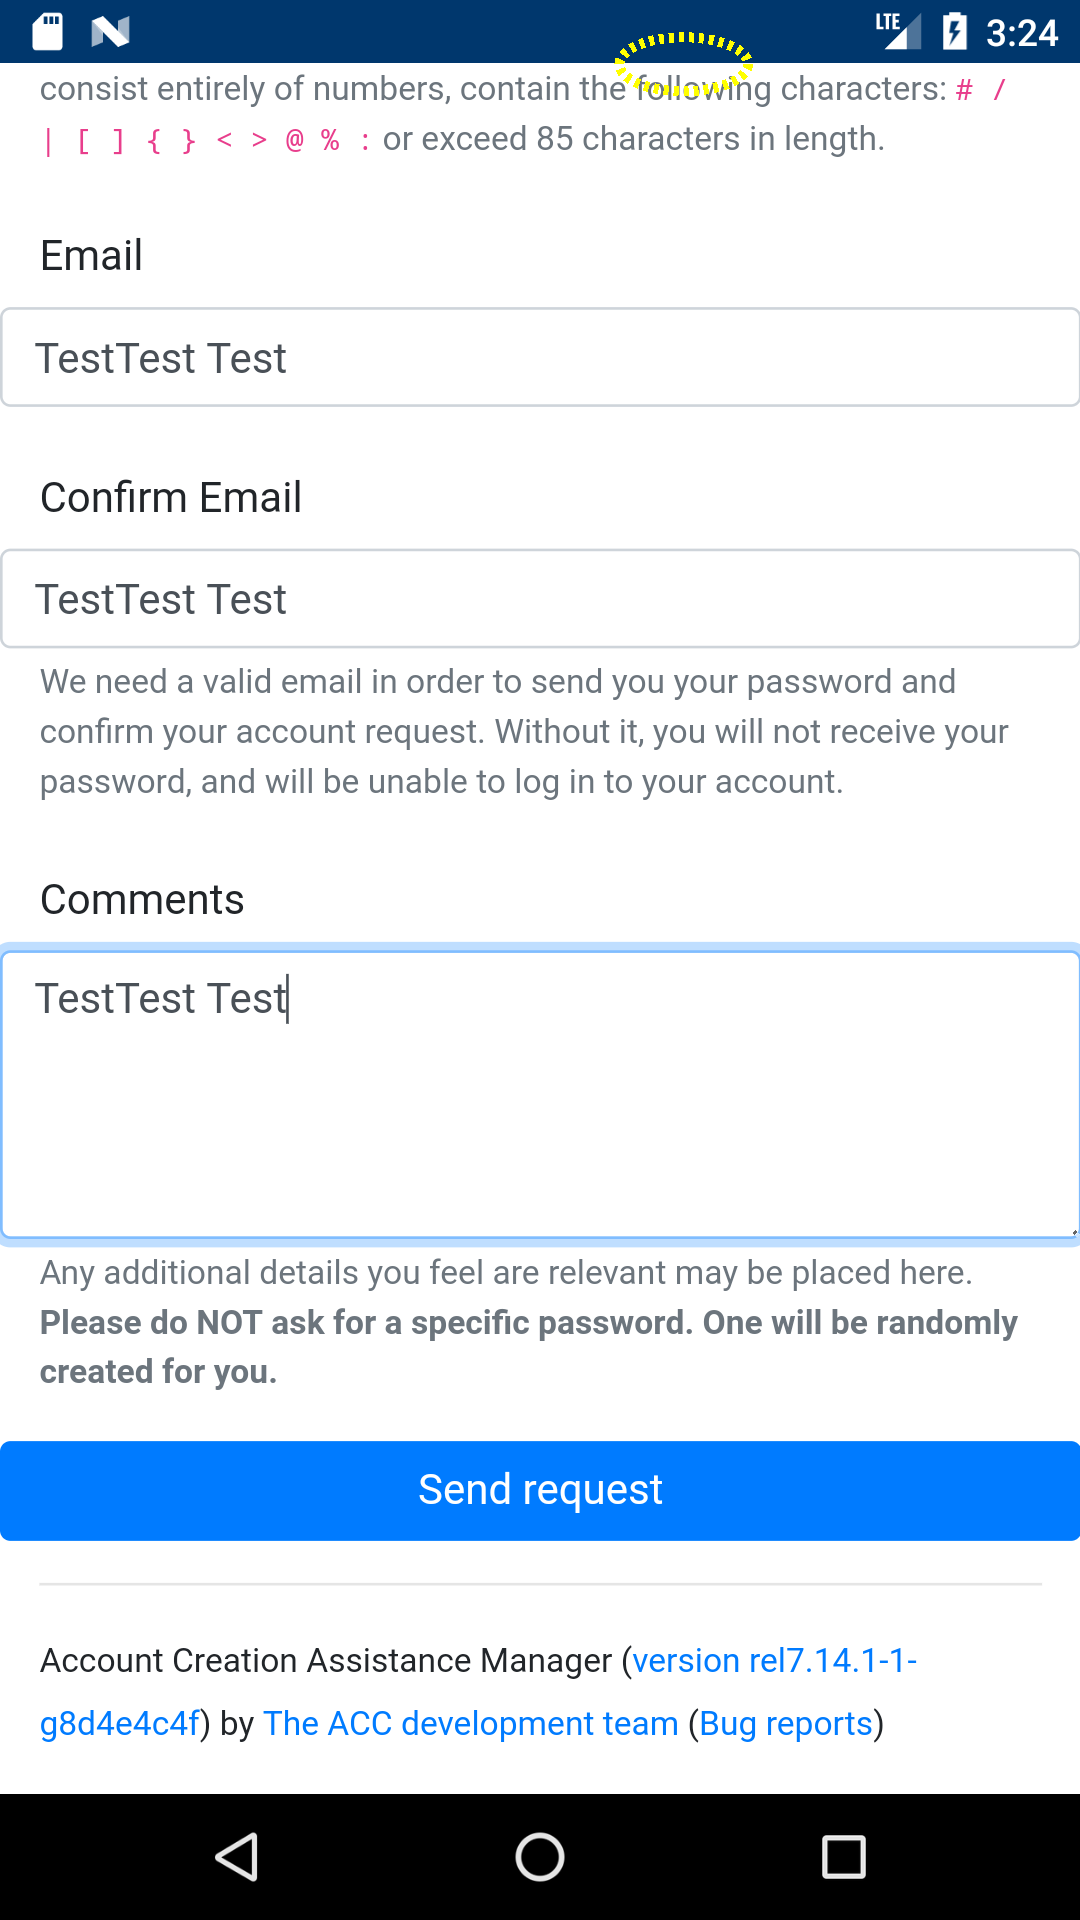 LTE 3:24
consist entirely of numbers, contain the following characters: # /
| [ ] { } < > @ % : or exceed 85 characters in length.
Email
TestTest Test
Confirm Email
TestTest Test
We need a valid email in order to send you your password and
confirm your account request. Without it, you will not receive your
password, and will be unable to log in to your account.
Comments
TestTest Test
Any additional details you feel are relevant may be placed here.
Please do NOT ask for a specific password. One will be randomly
created for you.
Send request
Account Creation Assistance Manager (version rel7.14.1-1-
g8d4e4c4f) by The ACC development team (Bug reports)